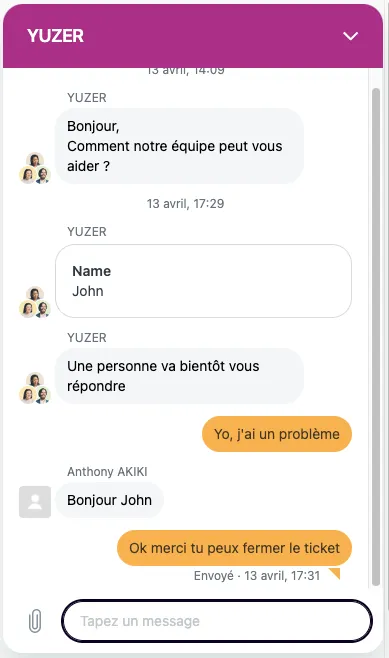 YUZER
13 avril, 14:09
YUZER
Bonjour,
Comment notre équipe peut vous
aider ?
13 avril, 17:29
YUZER
Name
John
YUZER
Une personne va bientôt vous
répondre
Yo, j'ai un problème
Anthony AKIKI
Bonjour John
Ok merci tu peux fermer le ticket
Envoyé · 13 avril, 17:31
Tapez un message